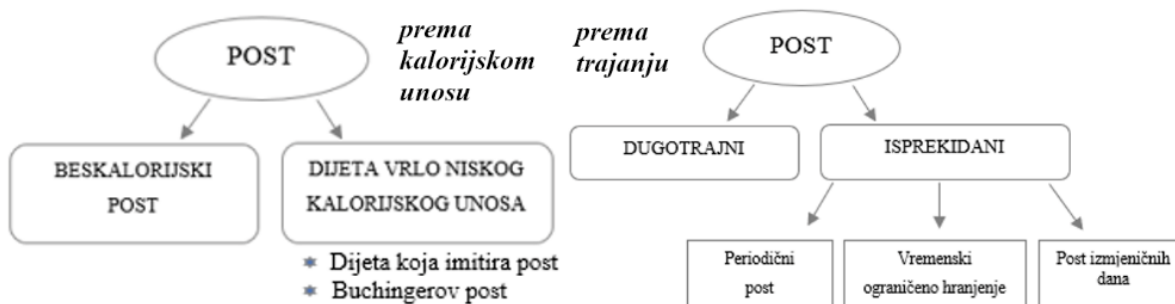 POST
prema
kalorijskom
unosu
BESKALORIJSKI
POST
DIJETA VRLO NISKOG
KALORIJSKOG UNOSA
Dijeta koja imitira post
Buchingerov post
prema
trajanju
POST
DUGOTRAJNI
ISPREKIDANI
Periodični
post
Vremenski
ograničeno hranjenje
Post izmjeničnih
dana